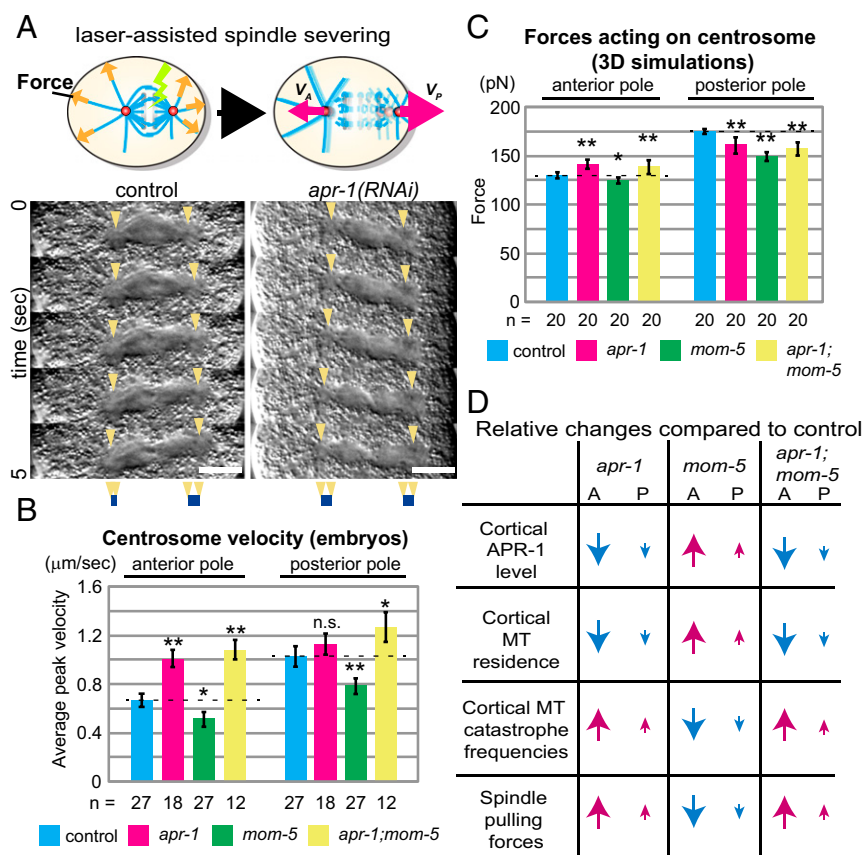 A
laser-assisted spindle severing
Force
VA
VP
control
apr-1(RNAi)
0
time (sec)
5
B
Centrosome velocity (embryos)
(μm/sec)
anterior pole
posterior pole
Average peak velocity
1.6
1.2
0.8
0.4
0
**
*
**
n.s.
**
*
n =
27 18 27 12
27 18 27 12
control
apr-1
mom-5
apr-1;mom-5
C
Forces acting on centrosome
(3D simulations)
(pN)
anterior pole
posterior pole
Force
200
150
100
50
0
**
*
**
**
**
**
n =
20 20 20 20
20 20 20 20
control
apr-1
mom-5
apr-1;
mom-5
D
Relative changes compared to control
apr-1
mom-5
apr-1;
mom-5
A P
A P
A P
Cortical
APR-1
level
Cortical
MT
residence
Cortical MT
catastrophe
frequencies
Spindle
pulling
forces